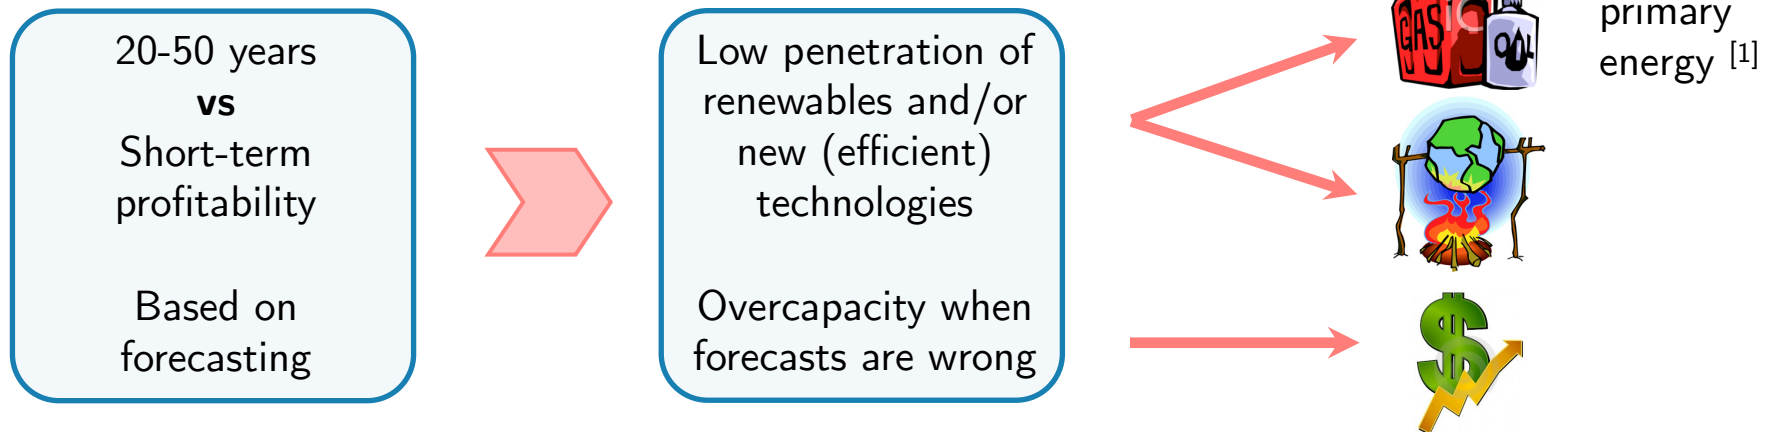 20-50 years
vs
Short-term
profitability
Based on
forecasting
Low penetration of
renewables and/or
new (efficient)
technologies
Overcapacity when
forecasts are wrong
GAS
OIL
primary
energy [1]